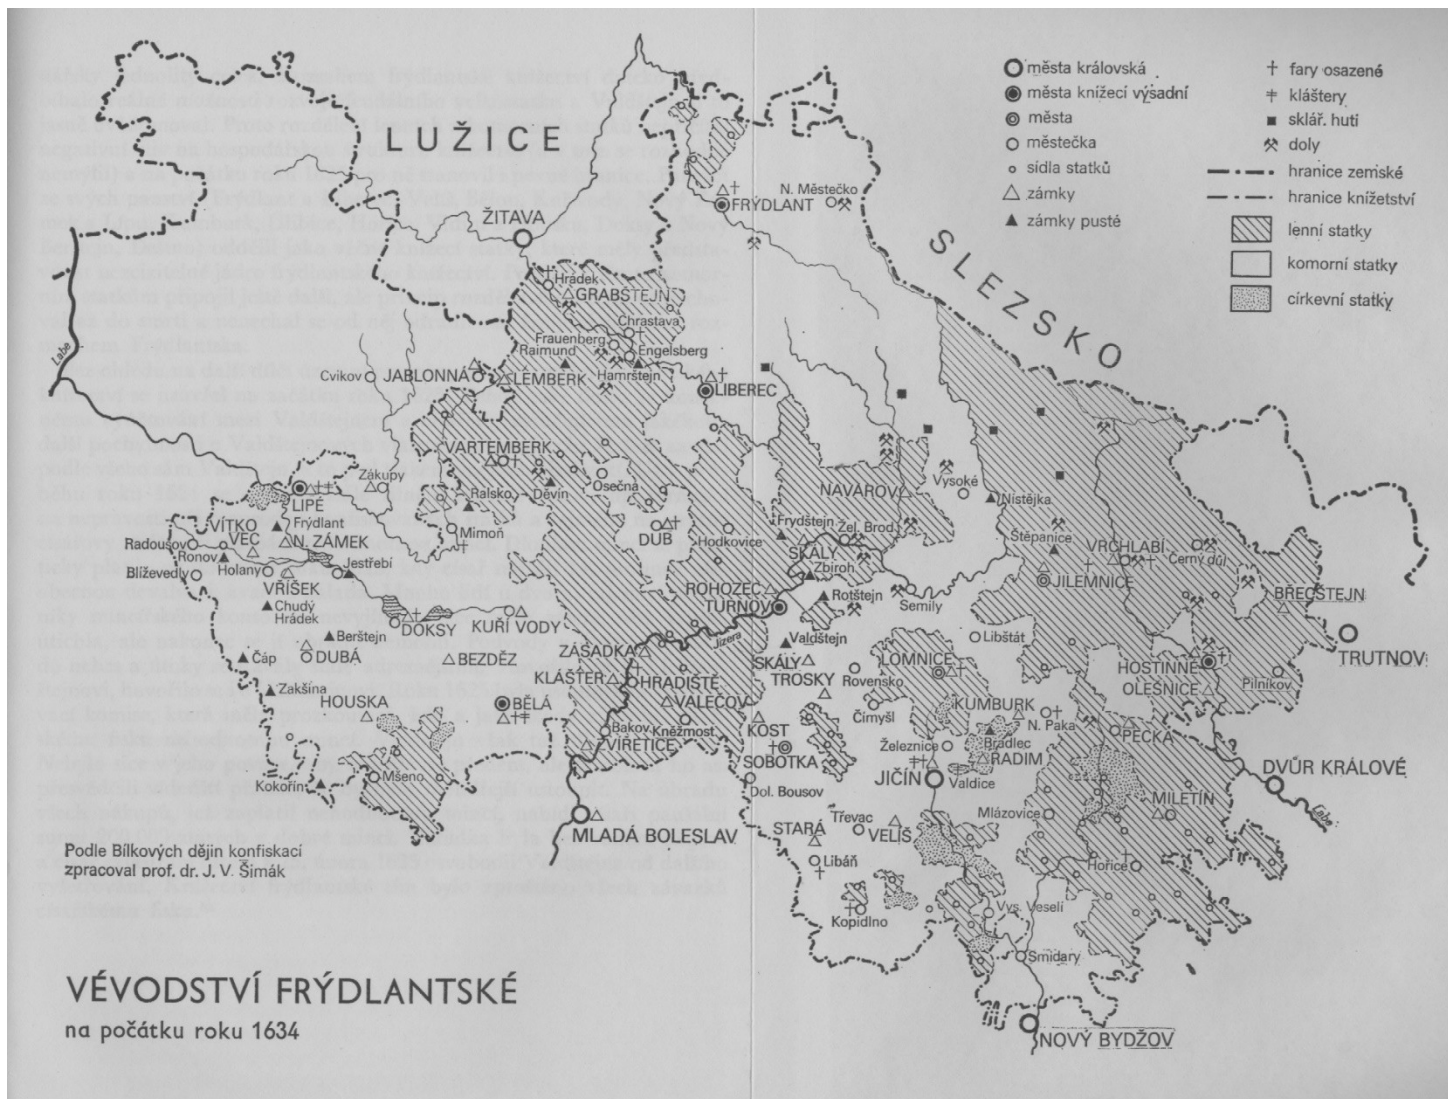 LUŽICE
SLEZSKO
města královská
města knížecí výsadní
města
městečka
sídla statků
zámky
zámky pusté
fary osazené
kláštery
sklář. hutí
doly
hranice zemské
hranice knížetství
lenní statky
komorní statky
církevní statky
FRÝDLANT
N. Městečko
ŽITAVA
Hrádek
GRABŠTEJN
Chrastava
Frauenberg
Raimund
Engelsberg
Hamrštejn
Labe
Cvikov
JABLONNÁ
LEMBERK
LIBEREC
VARTEMBERK
Zákupy
Ralsko
Děvín
Osečná
NAVAROV
Vysoké
Nístějka
LIPÉ
Frýdlant
VÍTKO
VEC
N. ZÁMEK
Mimoň
DUB
Hodkovice
Frydštejn
Žel. Brod
SKÁLY
Zbiroh
Štěpanice
VRCHLABÍ
Černý důl
Radoušov
Ronov
Blíževedly
Holany
Jestřebí
VŘÍŠEK
Chudý
Hrádek
ROHOZEC
TURNOV
Rotštejn
Semily
JILEMNICE
BŘECŠTEJN
DOKSY
KUŘÍ VODY
Berštejn
DUBÁ
Čáp
BEZDĚZ
ZÁSADKA
Jizera
Valdštejn
SKÁLY
TROSKY
Rovensko
LOMNICE
Libštát
HOSTINNÉ
OLEŠNICE
Pilníkov
TRUTNOV
Zakšína
HOUSKA
KLÁŠTER
HRADIŠTĚ
VALEČOV
BĚLÁ
Bakov
Kněžmost
VÍŘETICE
KOST
SOBOTKA
Čímyšl
KUMBURK
N. Paka
Bradlec
RADIM
PECKA
Železnice
JIČÍN
Valdice
DVŮR KRÁLOVÉ
Labe
Mšeno
Kokořín
Dol. Bousov
MLADÁ BOLESLAV
STARÁ
Třevac
VELIŠ
Libáň
Mlázovice
MILETÍN
Hořice
Kopidlno
Vys. Veselí
Smidary
NOVÝ BYDŽOV
Podle Bílkových dějin konfiskací
zpracoval prof. dr. J. V. Šimák
VÉVODSTVÍ FRÝDLANTSKÉ
na počátku roku 1634